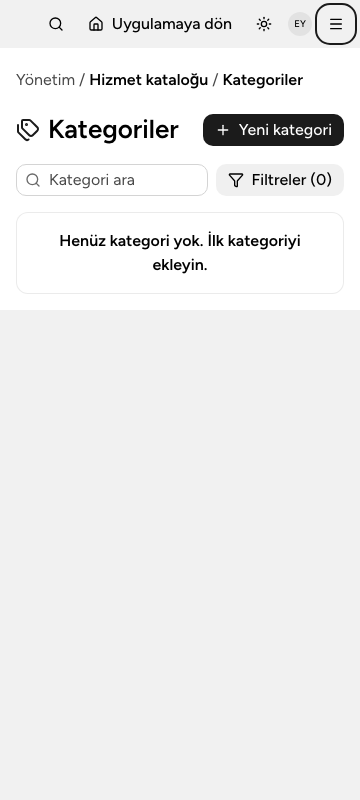 Uygulamaya dön
EY
Yönetim / Hizmet kataloğu / Kategoriler
Kategoriler
Yeni kategori
Kategori ara
Filtreler (0)
Henüz kategori yok. İlk kategoriyi
ekleyin.